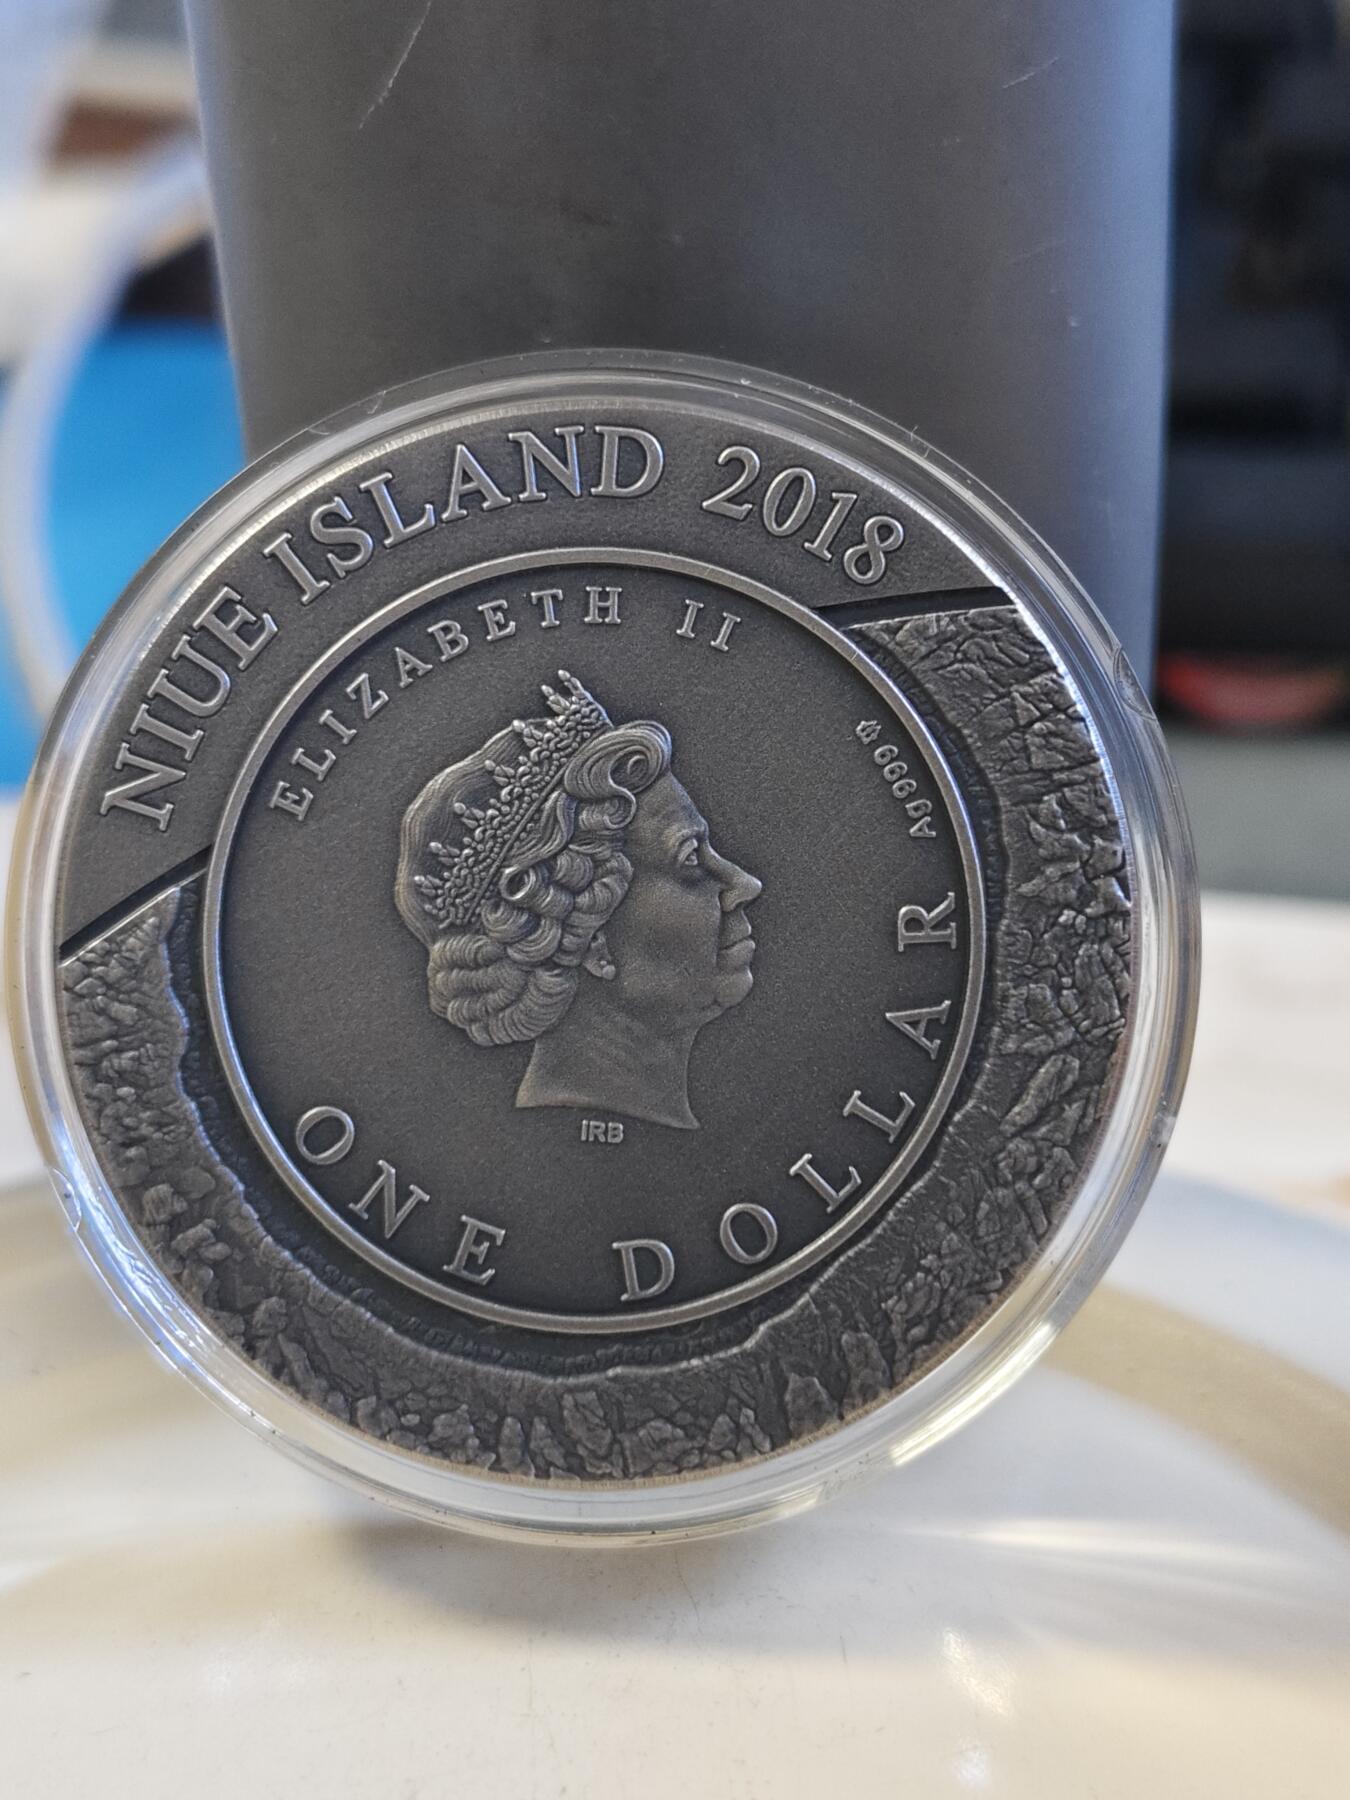 NIUE ISLAND 2018
ELIZABETH II
Ag 999
IRB
ONE DOLLAR